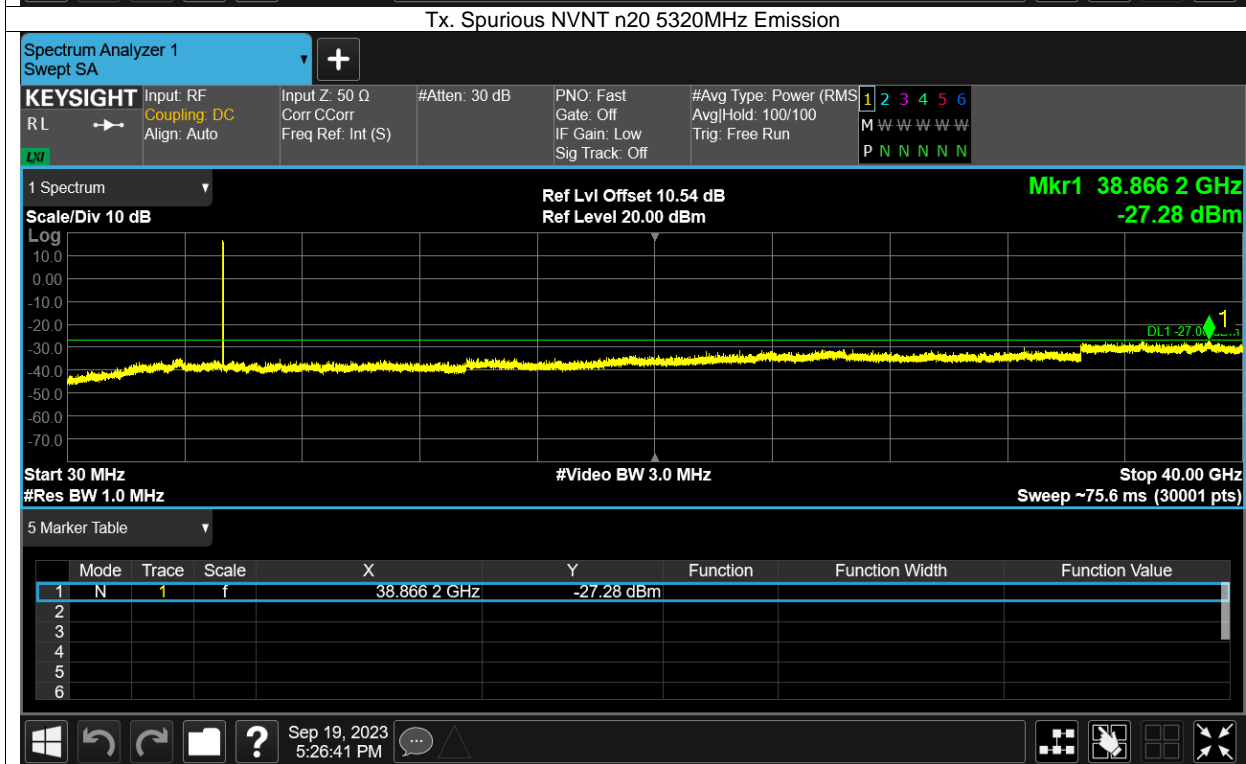 Tx. Spurious NVNT n20 5320MHz Emission
Spectrum Analyzer 1
Swept SA
+
KEYSIGHT Input: RF Input Z: 50 Ω #Atten: 30 dB PNO: Fast #Avg Type: Power (RMS 1 2 3 4 5 6
R L Coupling: DC Corr CCorr Gate: Off Avg|Hold: 100/100 M W W W W W
Align: Auto Freq Ref: Int (S) IF Gain: Low Trig: Free Run
LXI Sig Track: Off P N N N N N N
1 Spectrum Ref Lvl Offset 10.54 dB Mkr1 38.866 2 GHz
Scale/Div 10 dB Ref Level 20.00 dBm -27.28 dBm
Log
10.0
0.00
-10.0
-20.0 1
DL1 -27.0
-30.0
-40.0
-50.0
-60.0
-70.0
Start 30 MHz #Video BW 3.0 MHz Stop 40.00 GHz
#Res BW 1.0 MHz Sweep ~75.6 ms (30001 pts)
5 Marker Table
Mode Trace Scale X Y Function Function Width Function Value
1 N 1 f 38.866 2 GHz -27.28 dBm
2
3
4
5
6
? Sep 19, 2023
5:26:41 PM